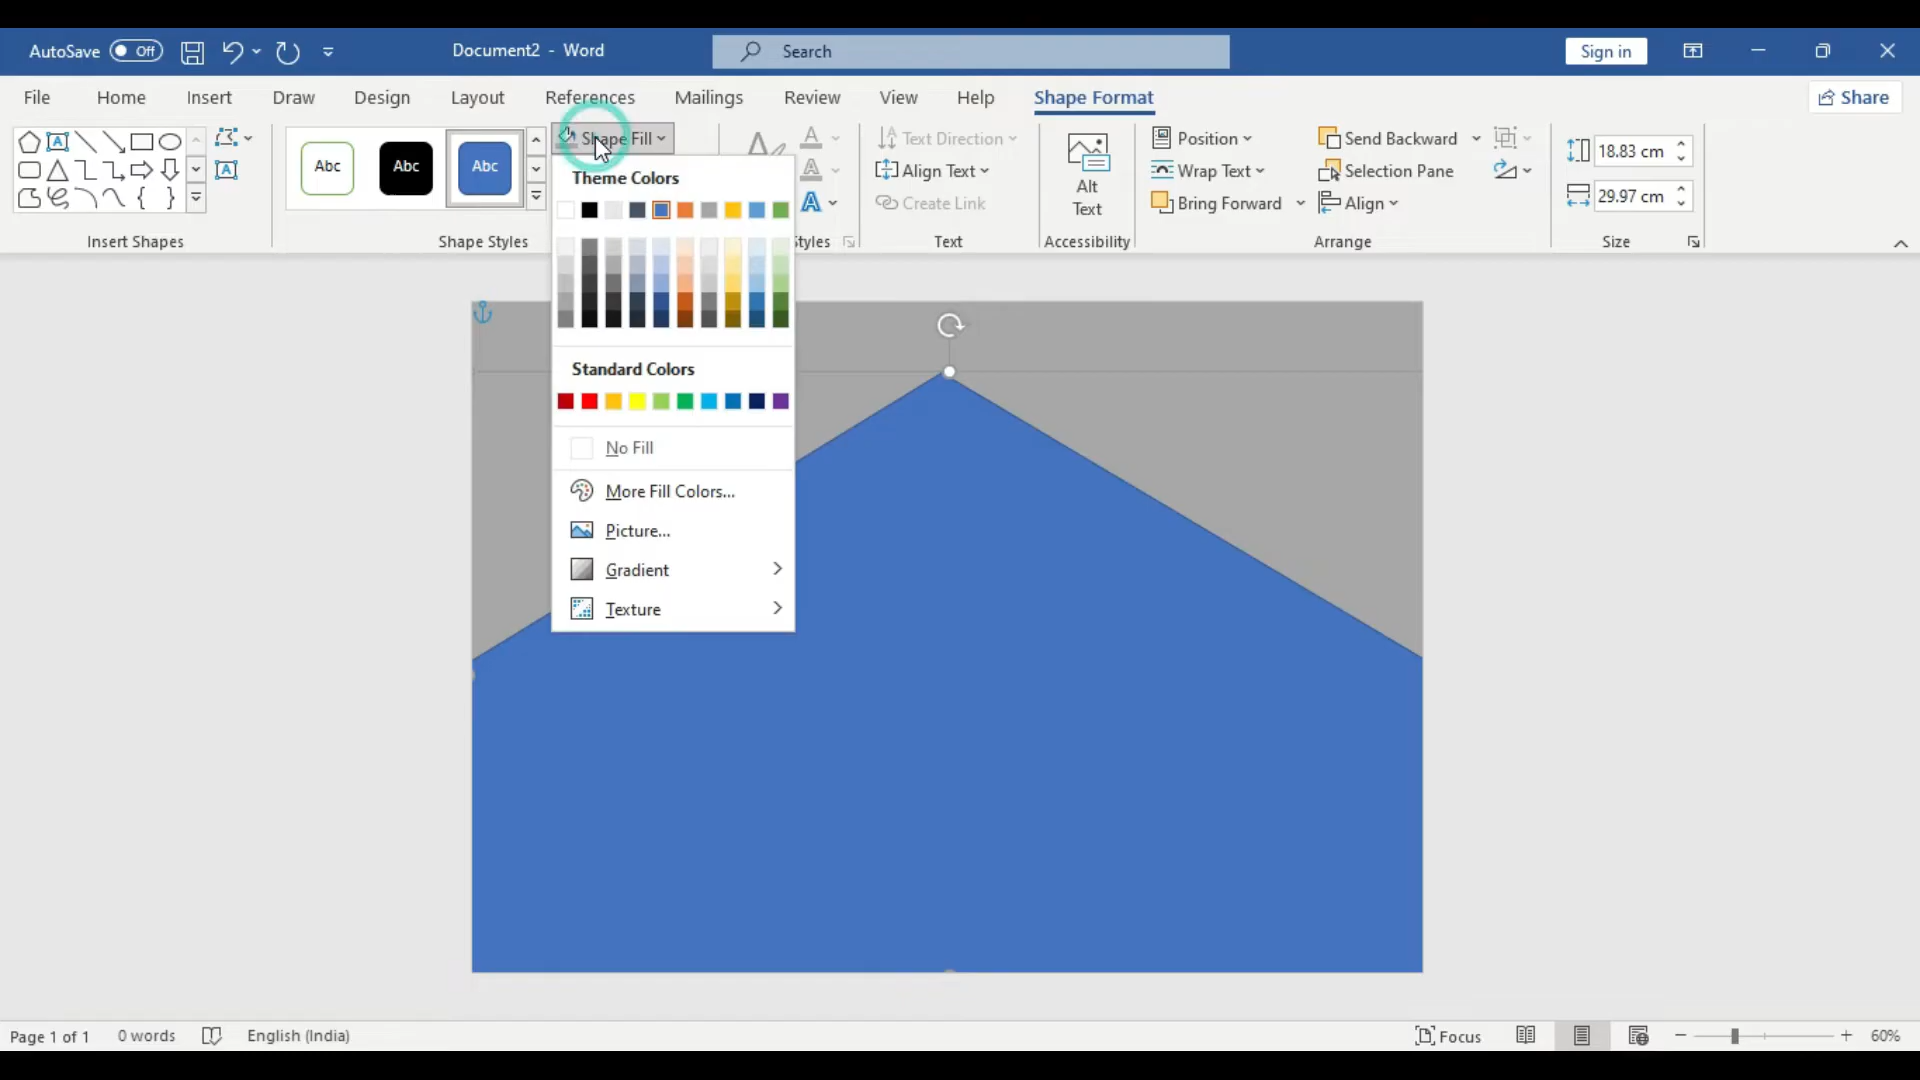 AutoSave Off Document2 - Word Search Sign in
File Home Insert Draw Design Layout References Mailings Review View Help Shape Format Share
Abc Abc Abc Shape Fill Text Direction Position Send Backward 18.83 cm
Align Text Alt Text Wrap Text Selection Pane
Create Link Bring Forward Align 29.97 cm
Insert Shapes Shape Styles Styles Text Accessibility Arrange Size
Theme Colors
Standard Colors
No Fill
More Fill Colors...
Picture...
Gradient
Texture
Page 1 of 1 0 words English (India) Focus 60%